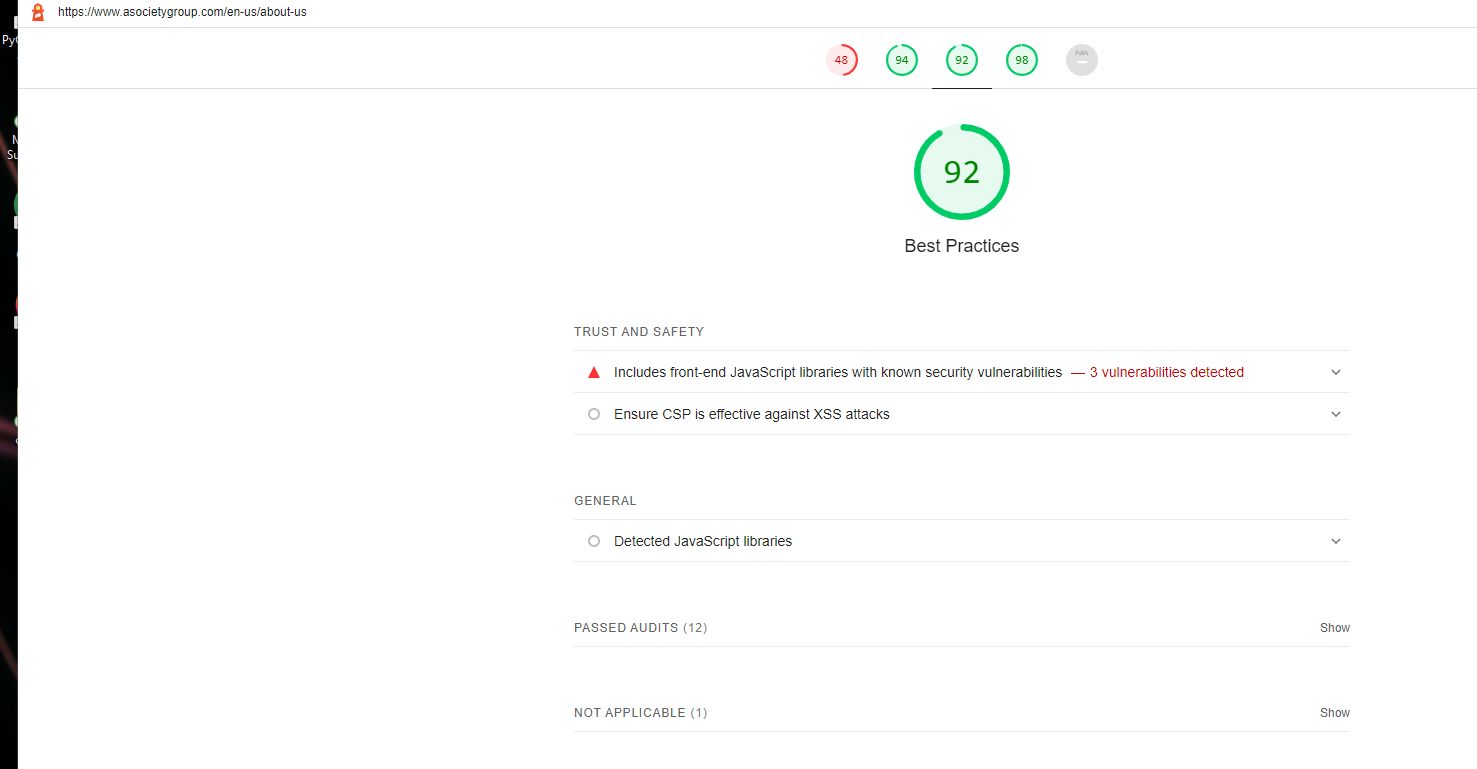 https://www.asocietygroup.com/en-us/about-us
48 94 92 98 PWA
92
Best Practices
TRUST AND SAFETY
Includes front-end JavaScript libraries with known security vulnerabilities — 3 vulnerabilities detected
Ensure CSP is effective against XSS attacks
GENERAL
Detected JavaScript libraries
PASSED AUDITS (12) Show
NOT APPLICABLE (1) Show